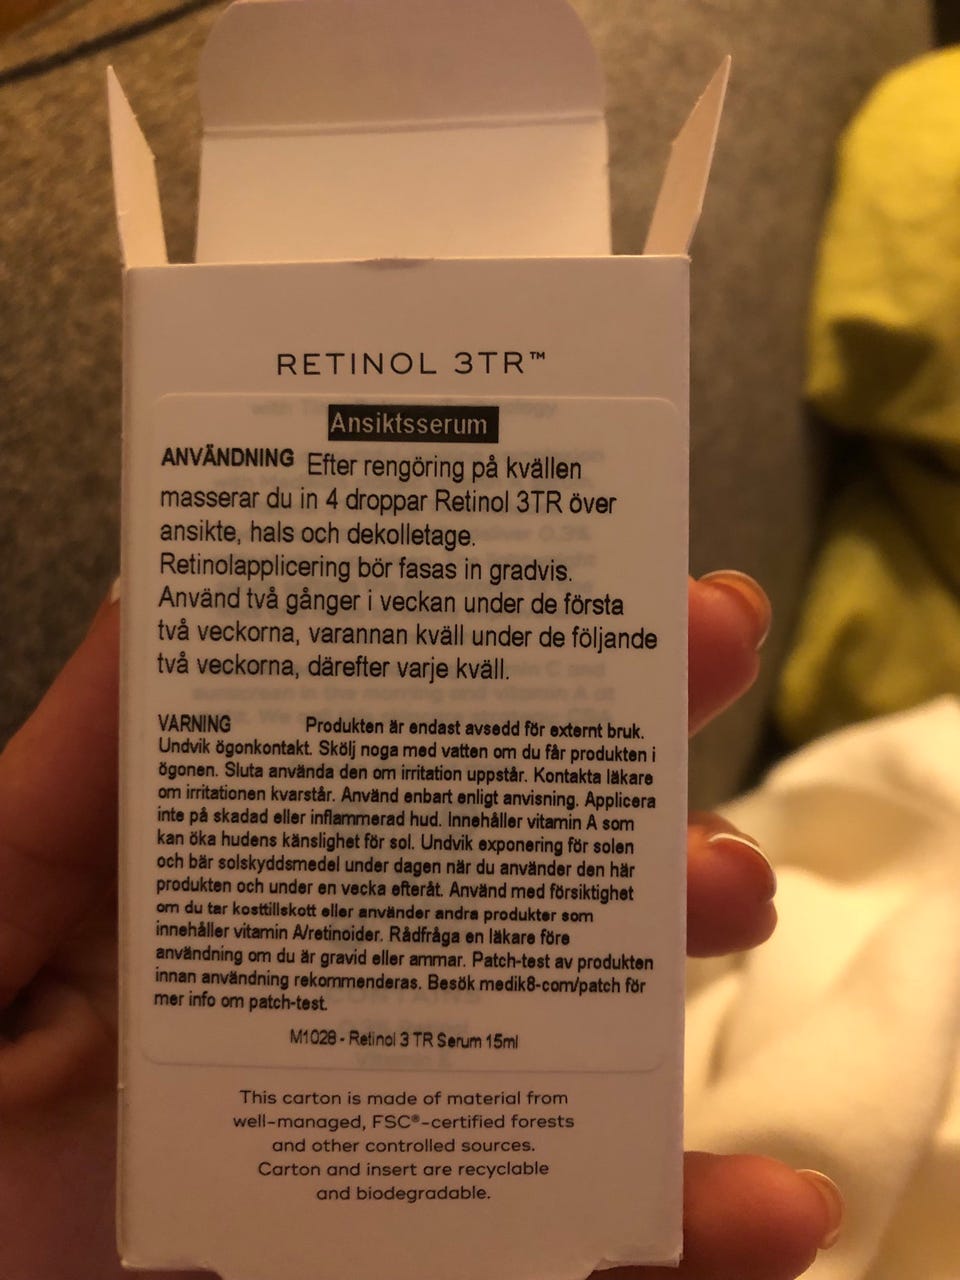 RETINOL 3TR™
Ansiktsserum
ANVÄNDNING Efter rengöring på kvällen
masserar du in 4 droppar Retinol 3TR över
ansikte, hals och dekolletage.
Retinolapplicering bör fasas in gradvis.
Använd två gånger i veckan under de första
två veckorna, varannan kväll under de följande
två veckorna, därefter varje kväll.
VARNING Produkten är endast avsedd för externt bruk.
Undvik ögonkontakt. Skölj noga med vatten om du får produkten i
ögonen. Sluta använda den om irritation uppstår. Kontakta läkare
om irritationen kvarstår. Använd enbart enligt anvisning. Applicera
inte på skadad eller inflammerad hud. Innehåller vitamin A som
kan öka hudens känslighet för sol. Undvik exponering för solen
och bär solskyddsmedel under dagen när du använder den här
produkten och under en vecka efteråt. Använd med försiktighet
om du tar kosttillskott eller använder andra produkter som
innehåller vitamin A/retinoider. Rådfråga en läkare före
användning om du är gravid eller ammar. Patch-test av produkten
innan användning rekommenderas. Besök medik8-com/patch för
mer info om patch-test.
M1028 - Retinol 3 TR Serum 15ml
This carton is made of material from
well-managed, FSC®-certified forests
and other controlled sources.
Carton and insert are recyclable
and biodegradable.